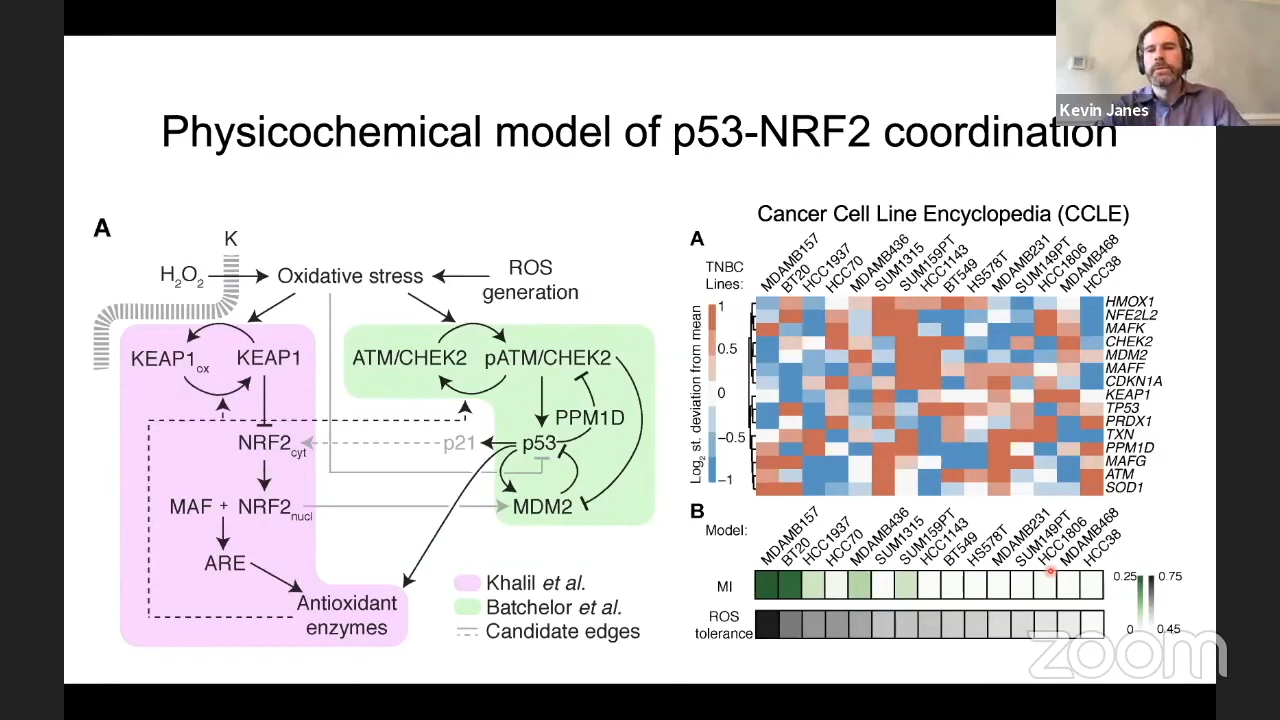 Kevin Janes
Physicochemical model of p53-NRF2 coordination
A
K
H2O2
Oxidative stress
ROS
generation
KEAP1ox
KEAP1
ATM/CHEK2
pATM/CHEK2
PPM1D
NRF2cyt
p21
p53
MAF + NRF2nucl
MDM2
ARE
Antioxidant
enzymes
Khalil et al.
Batchelor et al.
Candidate edges
Cancer Cell Line Encyclopedia (CCLE)
A
TNBC
Lines:
MDAMB157
BT20
HCC1937
HCC70
MDAMB436
SUM1315
SUM159PT
HCC1143
BT549
HS578T
MDAMB231
SUM149PT
HCC1806
MDAMB468
HCC38
Log2 st. deviation from mean
1
0.5
0
−0.5
−1
HMOX1
NFE2L2
MAFK
CHEK2
MDM2
MAFF
CDKN1A
KEAP1
TP53
PRDX1
TXN
PPM1D
MAFG
ATM
SOD1
B
Model:
MDAMB157
BT20
HCC1937
HCC70
MDAMB436
SUM1315
SUM159PT
HCC1143
BT549
HS578T
MDAMB231
SUM149PT
HCC1806
MDAMB468
HCC38
MI
ROS
tolerance
0.25
0.75
0
0.45
zoom